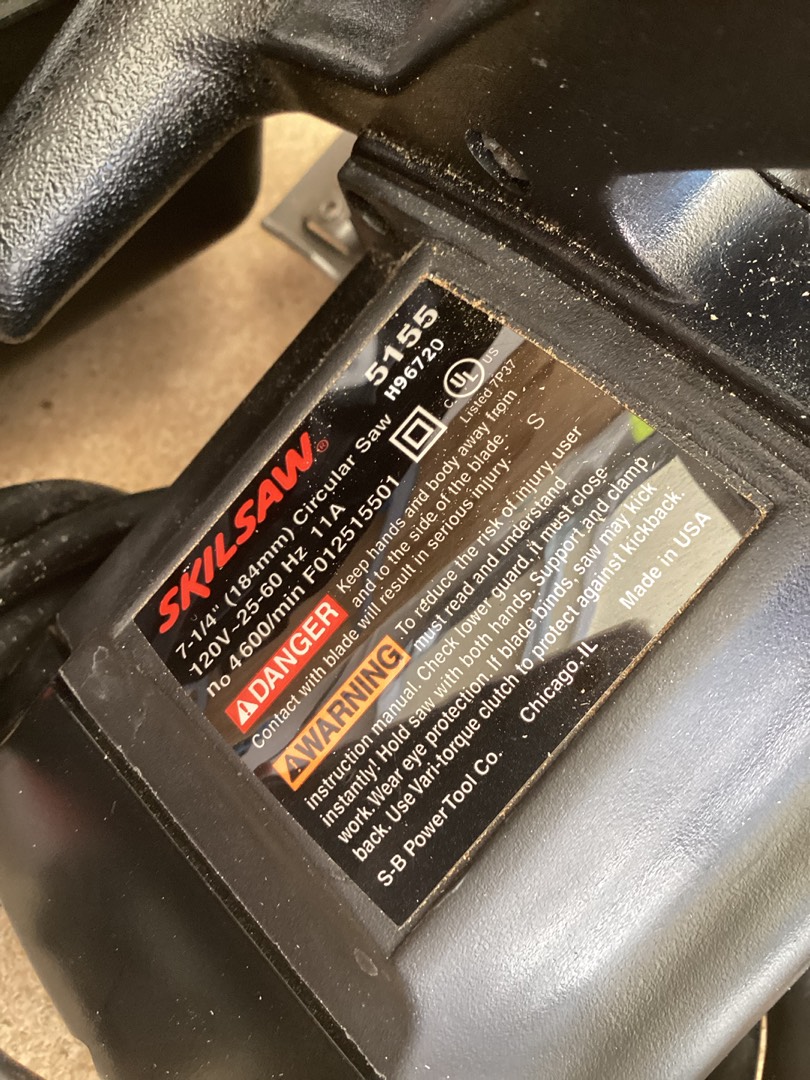 SKILSAW®
5155
7-1/4" (184mm) Circular Saw
H96720
120V~25-60 Hz 11A
no 4600/min F012515501
C UL US
Listed 7P37
DANGER Keep hands and body away from
and to the side of the blade.
Contact with blade will result in serious injury. S
WARNING To reduce the risk of injury, user
must read and understand
instruction manual. Check lower guard, it must close
instantly! Hold saw with both hands. Support and clamp
work. Wear eye protection. If blade binds, saw may kick
back. Use Vari-torque clutch to protect against kickback.
S-B Power Tool Co. Chicago, IL Made in USA